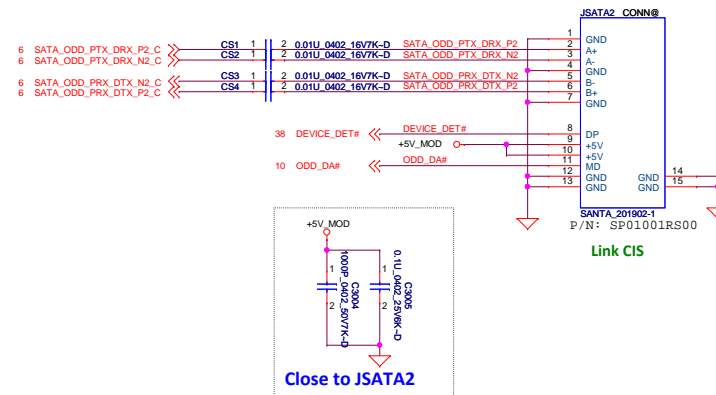 JSATA2 CONN@
1 GND
6 SATA_ODD_PTX_DRX_P2_C CS1 1 2 0.01U_0402_16V7K~D SATA_ODD_PTX_DRX_P2 2 A+
6 SATA_ODD_PTX_DRX_N2_C CS2 1 2 0.01U_0402_16V7K~D SATA_ODD_PTX_DRX_N2 3 A-
4 GND
6 SATA_ODD_PRX_DTX_N2_C CS3 1 2 0.01U_0402_16V7K~D SATA_ODD_PRX_DTX_N2 5 B-
6 SATA_ODD_PRX_DTX_P2_C CS4 1 2 0.01U_0402_16V7K~D SATA_ODD_PRX_DTX_P2 6 B+
7 GND
38 DEVICE_DET# DEVICE_DET# 8 DP
+5V_MOD 9 +5V
10 +5V
10 ODD_DA# ODD_DA# 11 MD
12 GND GND 14
13 GND GND 15
SANTA_201902-1
P/N: SP01001RS00
Link CIS
+5V_MOD
1 2 C3004 1000P_0402_50V7K~D
1 2 C3005 0.1U_0402_25V6K~D
Close to JSATA2